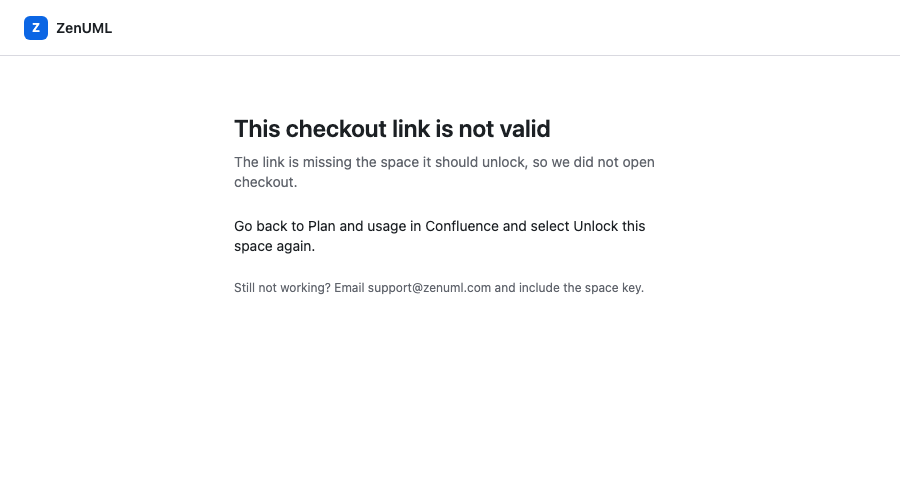 Z ZenUML
This checkout link is not valid
The link is missing the space it should unlock, so we did not open
checkout.
Go back to Plan and usage in Confluence and select Unlock this
space again.
Still not working? Email support@zenuml.com and include the space key.